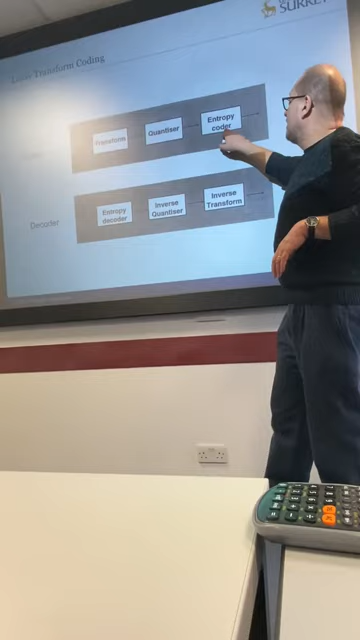 SURREY
Lossy Transform Coding
Transform
Quantiser
Entropy
coder
Decoder
Entropy
decoder
Inverse
Quantiser
Inverse
Transform